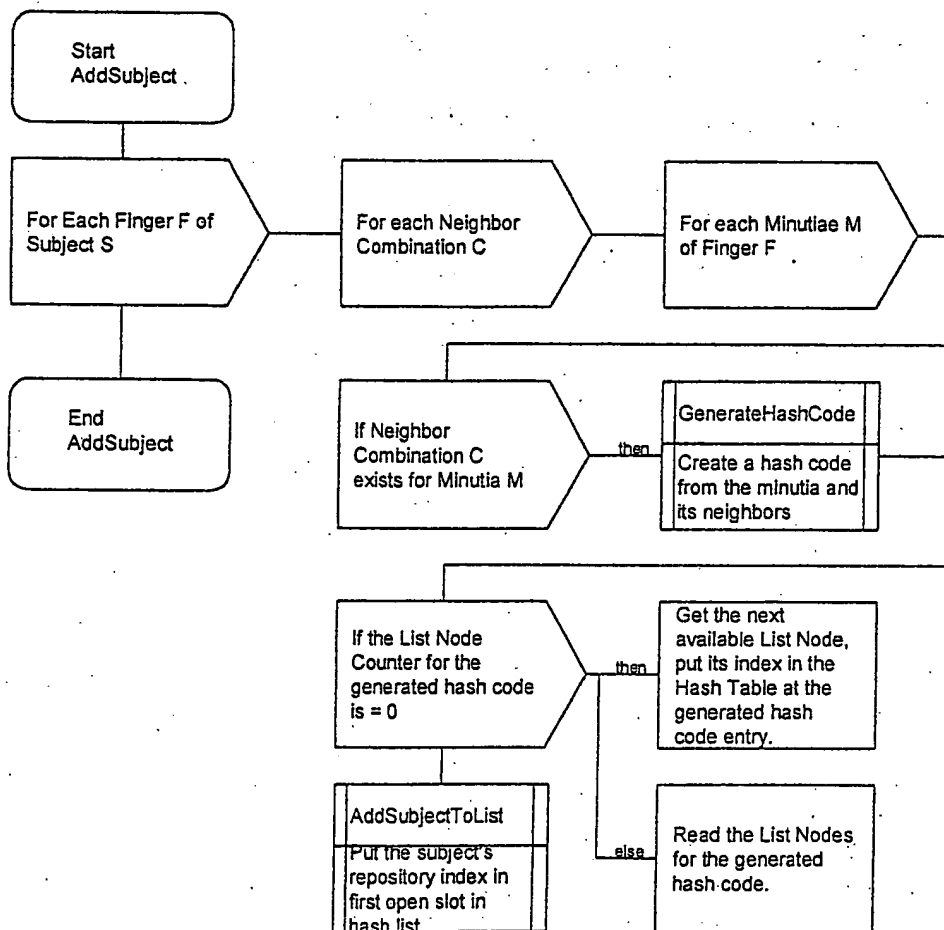 Start
AddSubject
For Each Finger F of
Subject S
For each Neighbor
Combination C
For each Minutiae M
of Finger F
End
AddSubject
If Neighbor
Combination C
exists for Minutia M
then
GenerateHashCode
Create a hash code
from the minutia and
its neighbors
If the List Node
Counter for the
generated hash code
is = 0
then
Get the next
available List Node,
put its index in the
Hash Table at the
generated hash
code entry.
AddSubjectToList
Put the subject's
repository index in
first open slot in
hash list
else
Read the List Nodes
for the generated
hash code.